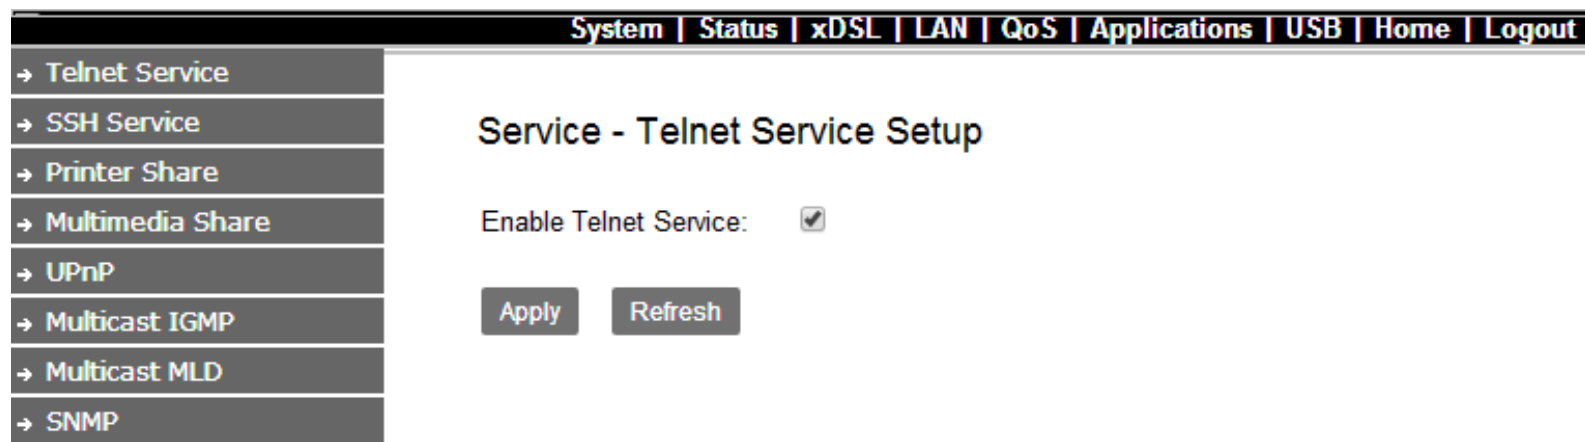 System | Status | xDSL | LAN | QoS | Applications | USB | Home | Logout
Telnet Service
SSH Service
Printer Share
Multimedia Share
UPnP
Multicast IGMP
Multicast MLD
SNMP
Service - Telnet Service Setup
Enable Telnet Service:
Apply Refresh